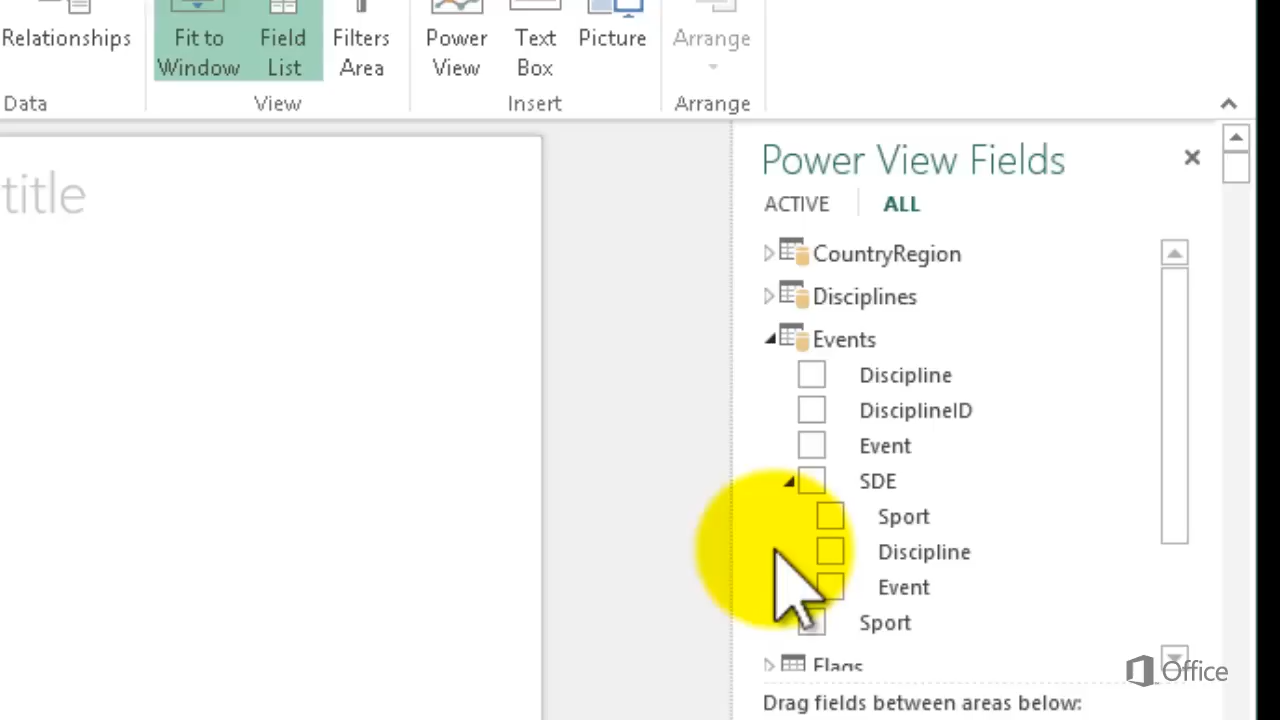 Relationships
Fit to
Window
Field
List
Filters
Area
Power
View
Text
Box
Picture
Arrange
Data
View
Insert
Arrange
title
Power View Fields
ACTIVE
ALL
CountryRegion
Disciplines
Events
Discipline
DisciplineID
Event
SDE
Sport
Discipline
Event
Sport
Flags
Office
Drag fields between areas below: